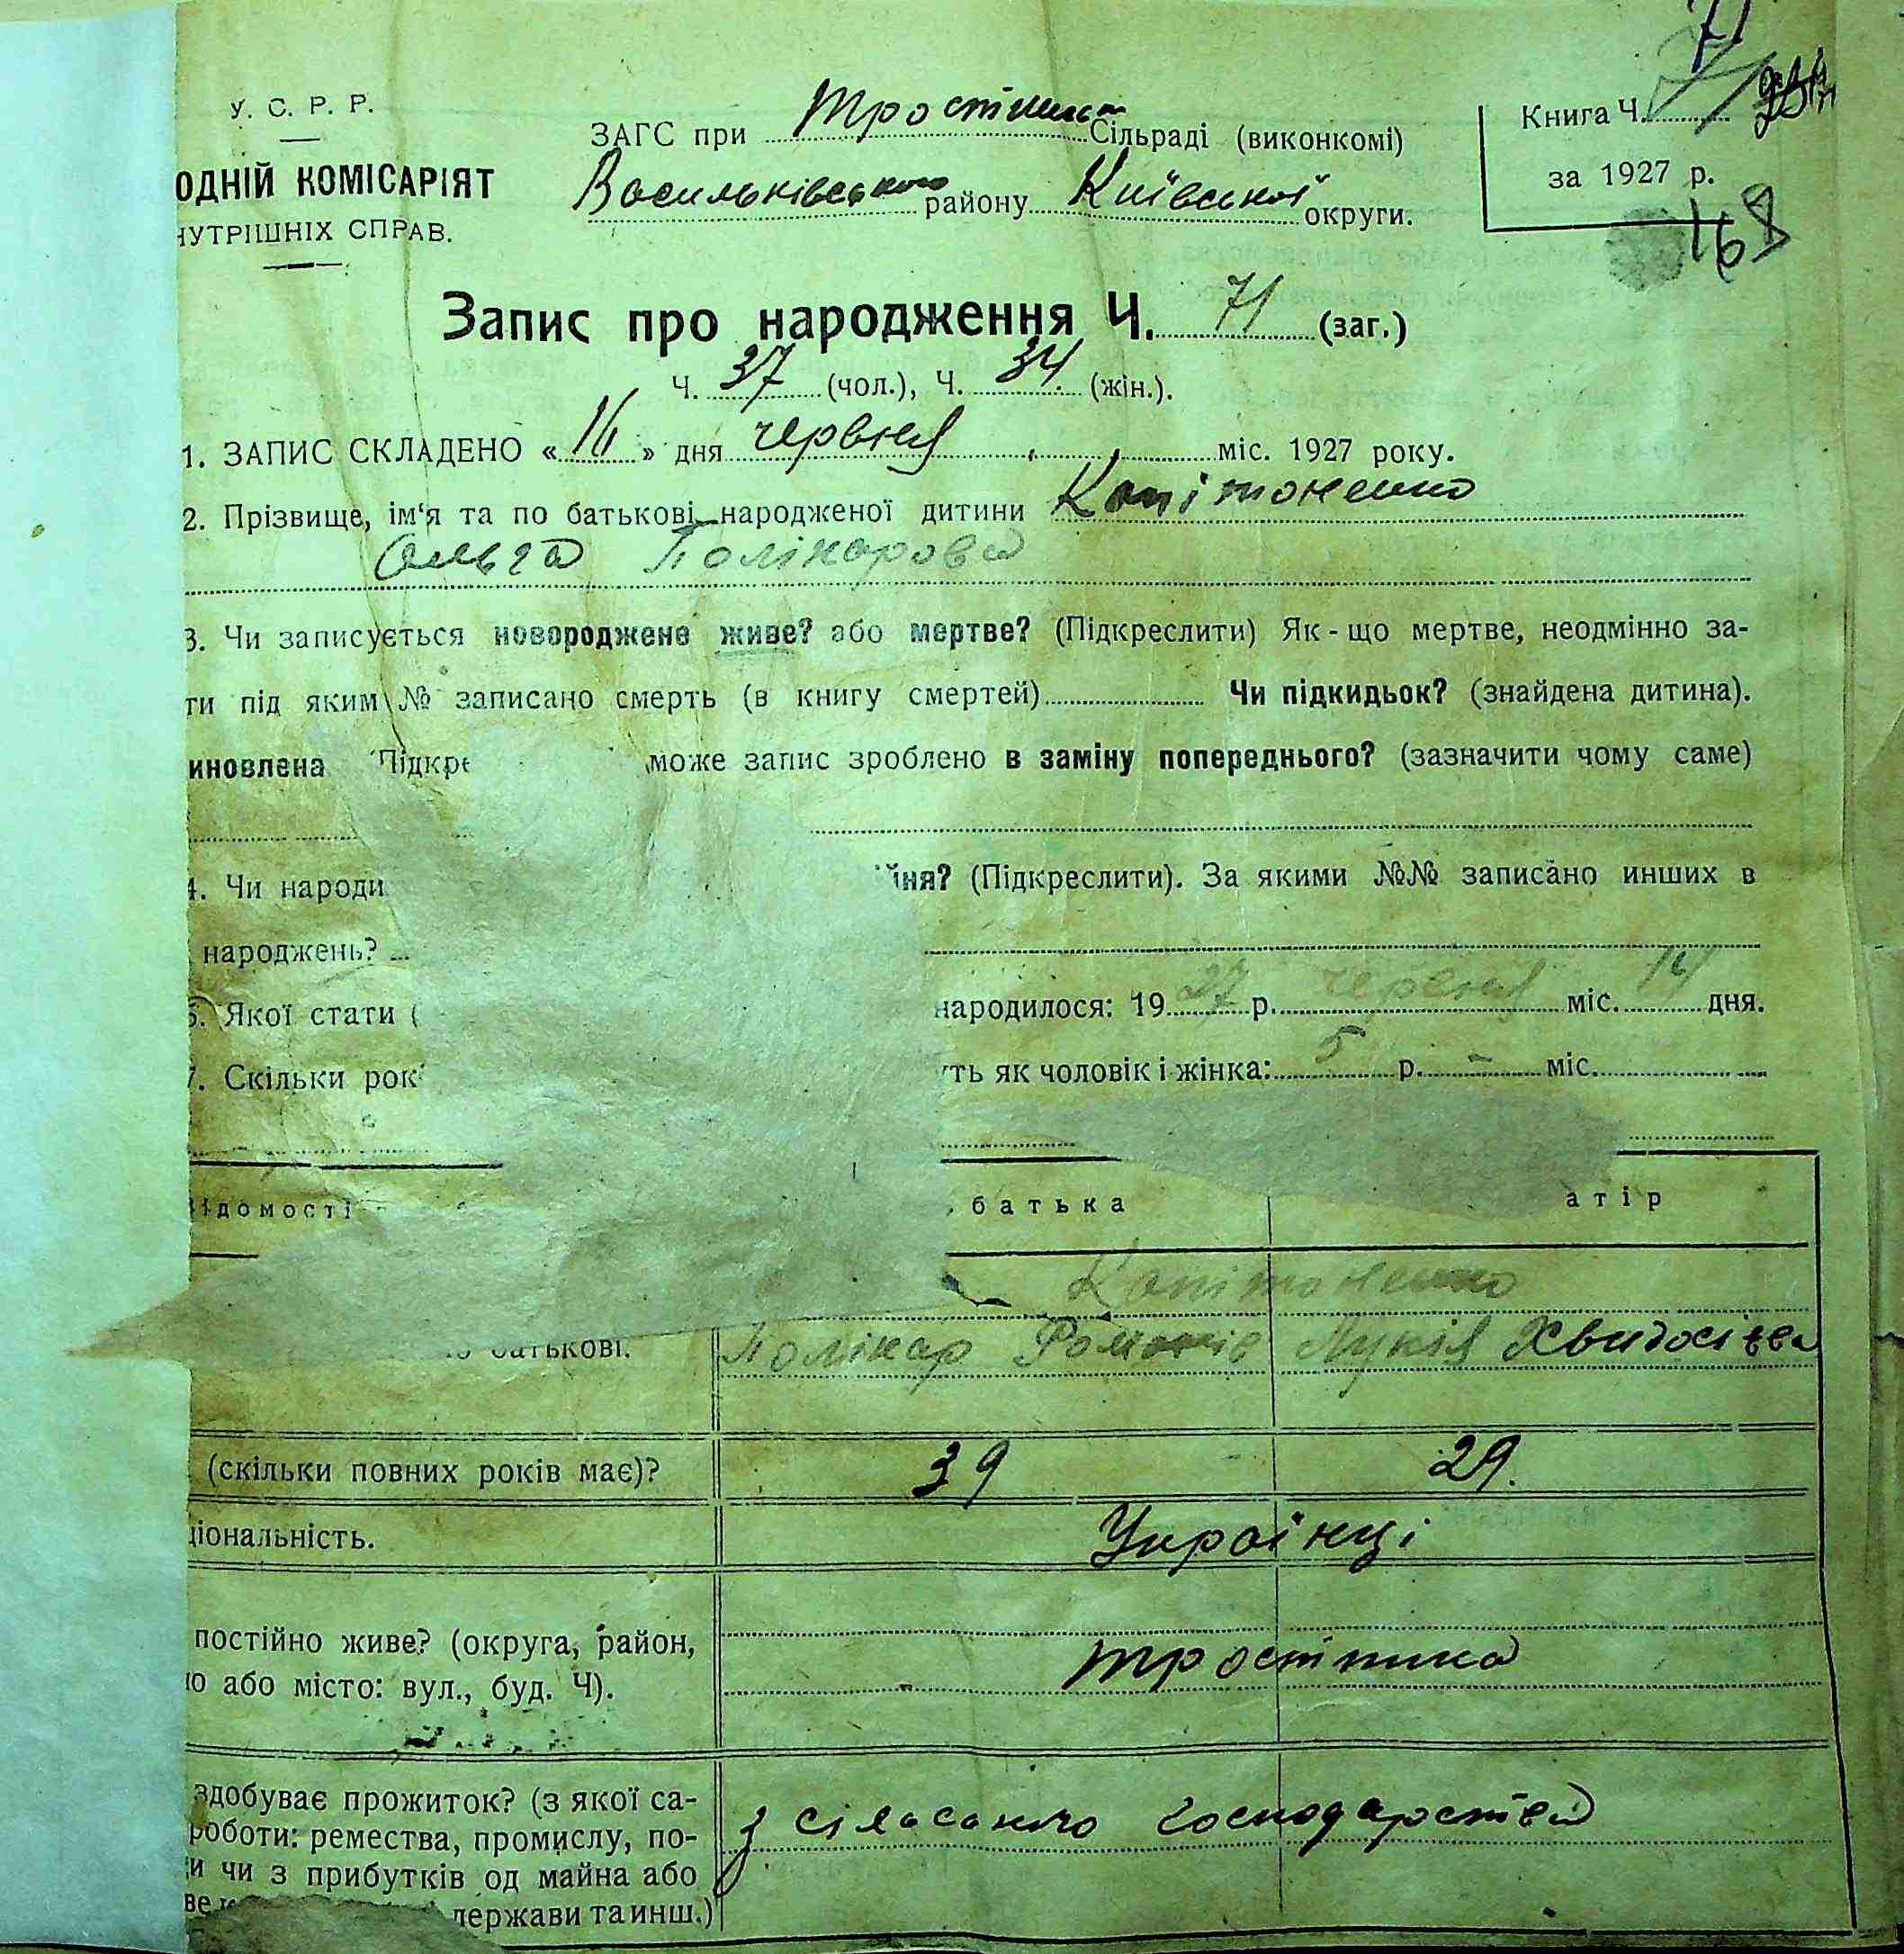 71
У. С. Р. Р.
ЗАГС при Тростінськ Сільраді (виконкомі)
Книга Ч.
ОДНІЙ КОМІСАРІЯТ
Васильківського району Київської округи.
за 1927 р.
НУТРІШНІХ СПРАВ.
168
Запис про народження Ч. 71 (заг.)
Ч. 37 (чол.), Ч. 34 (жін.).
1. ЗАПИС СКЛАДЕНО «16» дня червня міс. 1927 року.
2. Прізвище, ім'я та по батькові народженої дитини Капітоненко
Ольга Полікарова
3. Чи записується новороджене живе? або мертве? (Підкреслити) Як-що мертве, неодмінно за-
ти під яким № записано смерть (в книгу смертей) Чи підкидьок? (знайдена дитина).
иновлена Підкре може запис зроблено в заміну попереднього? (зазначити чому саме)
4. Чи народи йня? (Підкреслити). За якими №№ записано инших в
народжень?
5. Якої стати ( народилося: 1927 р. червня міс. 14 дня.
7. Скільки рок уть як чоловік і жінка: 5 р. - міс.
відомості батька атір
Капітоненко
батькові. Полікар Романів Лукія Хвидосієва
(скільки повних років має)? 39 29.
ціональність. Українці
постійно живе? (округа, район,
о або місто: вул., буд. Ч).
Тростинка
здобуває прожиток? (з якої са-
роботи: ремества, промислу, по-
и чи з прибутків од майна або
держави та инш.)
з сільського господарства